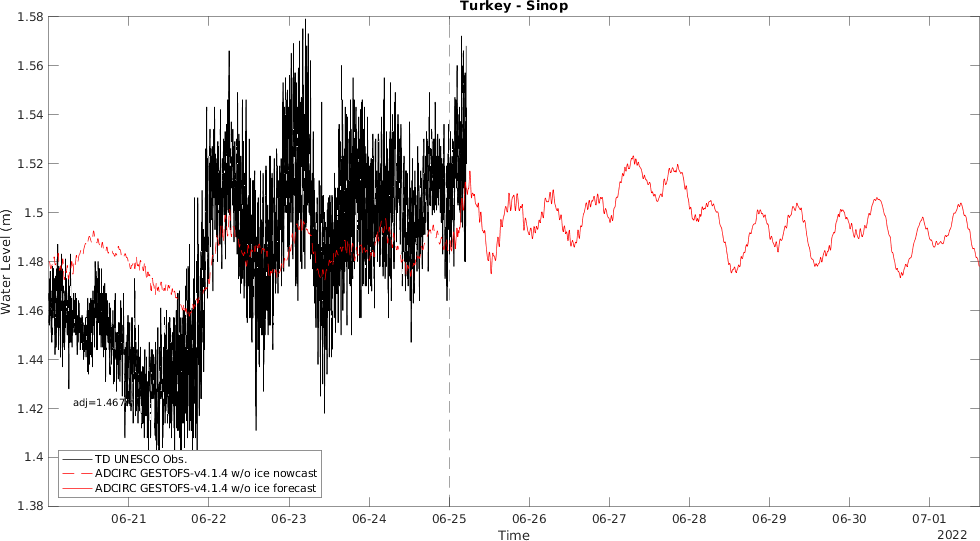 Turkey - Sinop
1.58
1.56
1.54
1.52
1.5
1.48
1.46
1.44
1.42
1.4
1.38
Water Level (m)
adj=1.467
TD UNESCO Obs.
ADCIRC GESTOFS-v4.1.4 w/o ice nowcast
ADCIRC GESTOFS-v4.1.4 w/o ice forecast
06-21 06-22 06-23 06-24 06-25 06-26 06-27 06-28 06-29 06-30 07-01
Time
2022